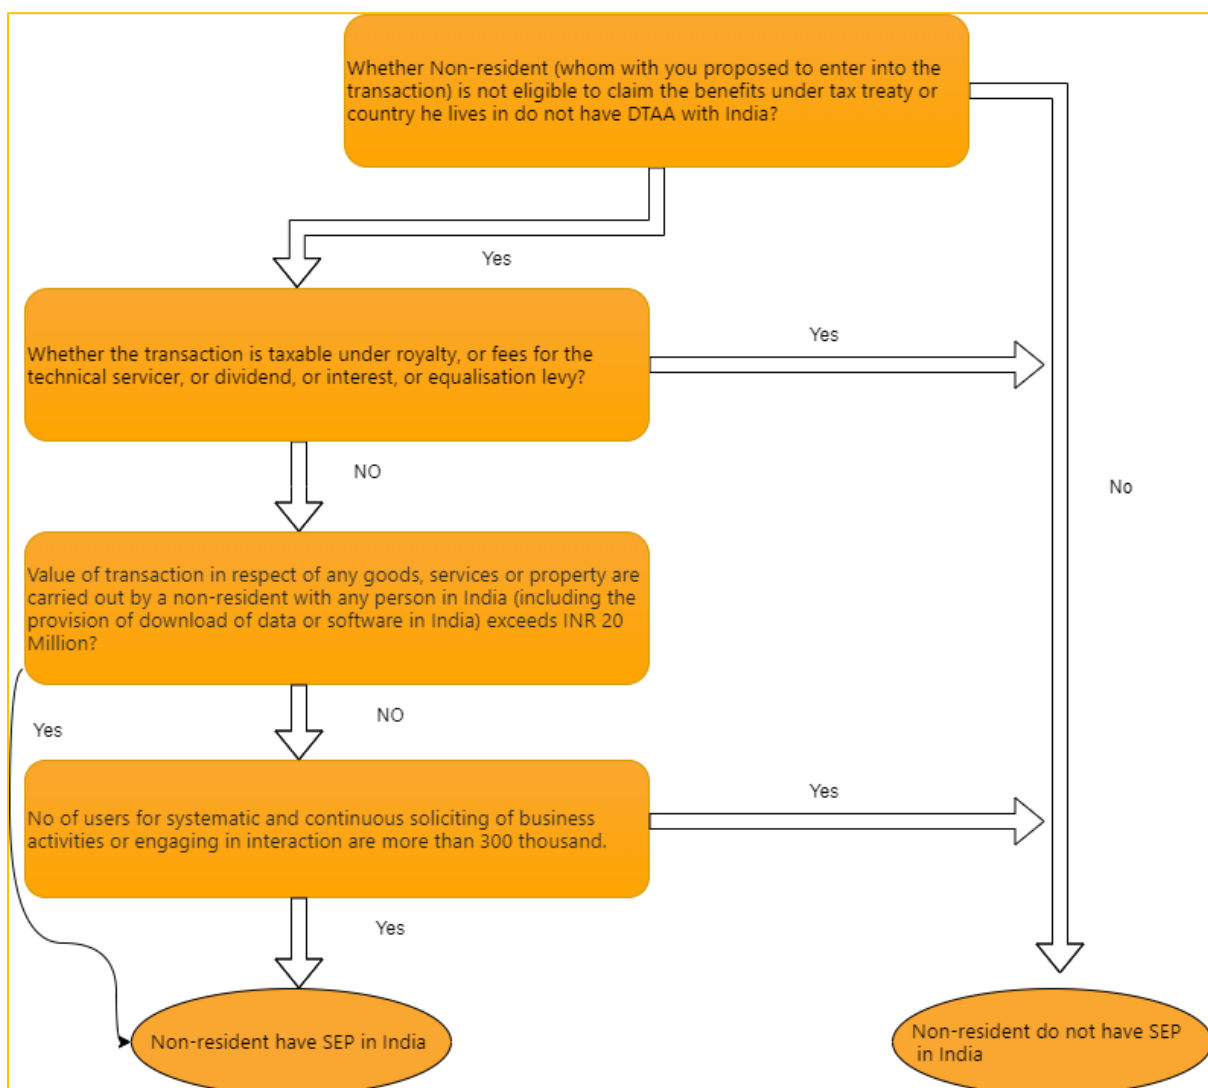 Whether Non-resident (whom with you proposed to enter into the
transaction) is not eligible to claim the benefits under tax treaty or
country he lives in do not have DTAA with India?
Yes
Whether the transaction is taxable under royalty, or fees for the
technical servicer, or dividend, or interest, or equalisation levy?
Yes
NO
No
Value of transaction in respect of any goods, services or property are
carried out by a non-resident with any person in India (including the
provision of download of data or software in India) exceeds INR 20
Million?
Yes
NO
No of users for systematic and continuous soliciting of business
activities or engaging in interaction are more than 300 thousand.
Yes
Yes
Non-resident have SEP in India
Non-resident do not have SEP
in India